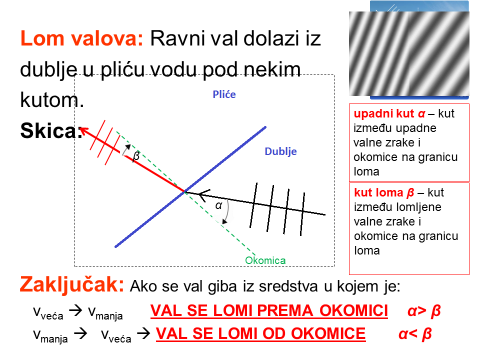 Lom valova: Ravni val dolazi iz
dublje u pliću vodu pod nekim
kutom.
Skica:
Pliće
Dublje
β
α
Okomica
upadni kut α – kut
između upadne
valne zrake i
okomice na granicu
loma
kut loma β – kut
između lomljene
valne zrake i
okomice na granicu
loma
Zaključak: Ako se val giba iz sredstva u kojem je:
vveća → vmanja VAL SE LOMI PREMA OKOMICI α> β
vmanja → vveća → VAL SE LOMI OD OKOMICE α< β